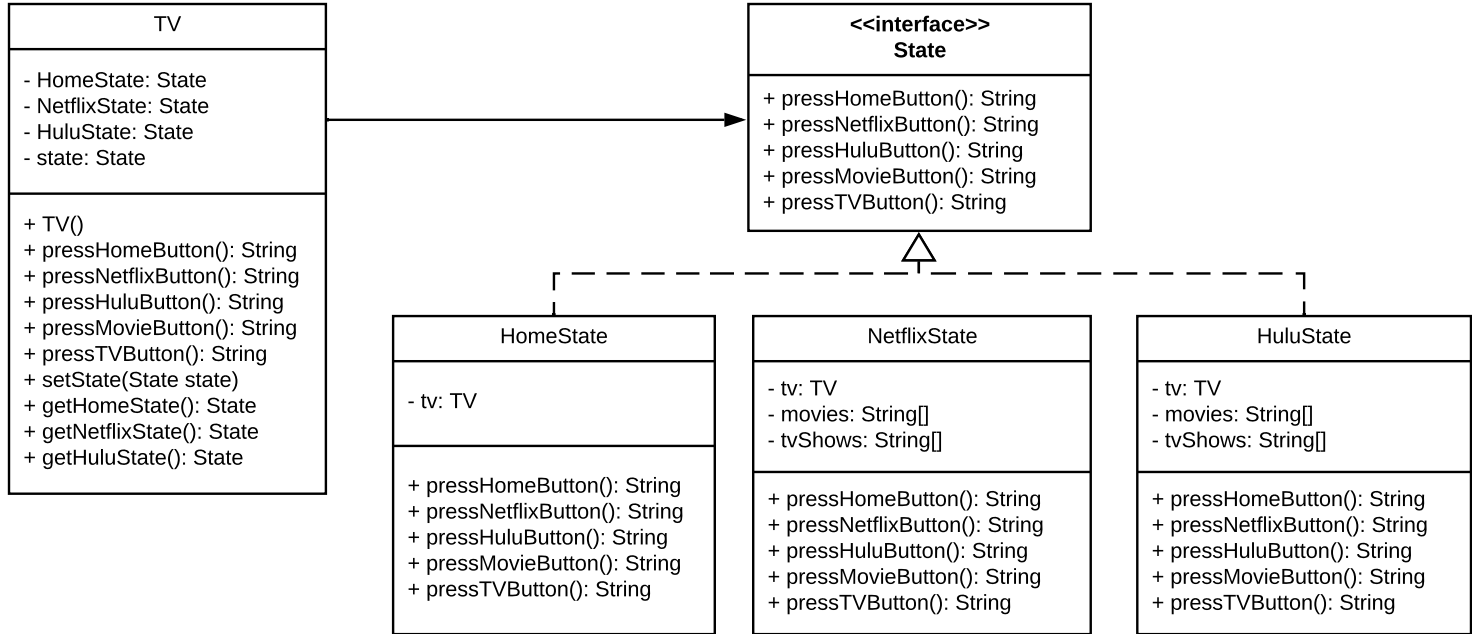 TV
- HomeState: State
- NetflixState: State
- HuluState: State
- state: State
+ TV()
+ pressHomeButton(): String
+ pressNetflixButton(): String
+ pressHuluButton(): String
+ pressMovieButton(): String
+ pressTVButton(): String
+ setState(State state)
+ getHomeState(): State
+ getNetflixState(): State
+ getHuluState(): State
<<interface>>
State
+ pressHomeButton(): String
+ pressNetflixButton(): String
+ pressHuluButton(): String
+ pressMovieButton(): String
+ pressTVButton(): String
HomeState
- tv: TV
+ pressHomeButton(): String
+ pressNetflixButton(): String
+ pressHuluButton(): String
+ pressMovieButton(): String
+ pressTVButton(): String
NetflixState
- tv: TV
- movies: String[]
- tvShows: String[]
+ pressHomeButton(): String
+ pressNetflixButton(): String
+ pressHuluButton(): String
+ pressMovieButton(): String
+ pressTVButton(): String
HuluState
- tv: TV
- movies: String[]
- tvShows: String[]
+ pressHomeButton(): String
+ pressNetflixButton(): String
+ pressHuluButton(): String
+ pressMovieButton(): String
+ pressTVButton(): String